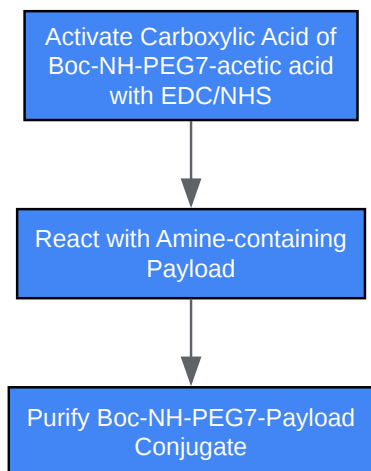 Activate Carboxylic Acid of
Boc-NH-PEG7-acetic acid
with EDC/NHS
React with Amine-containing
Payload
Purify Boc-NH-PEG7-Payload
Conjugate